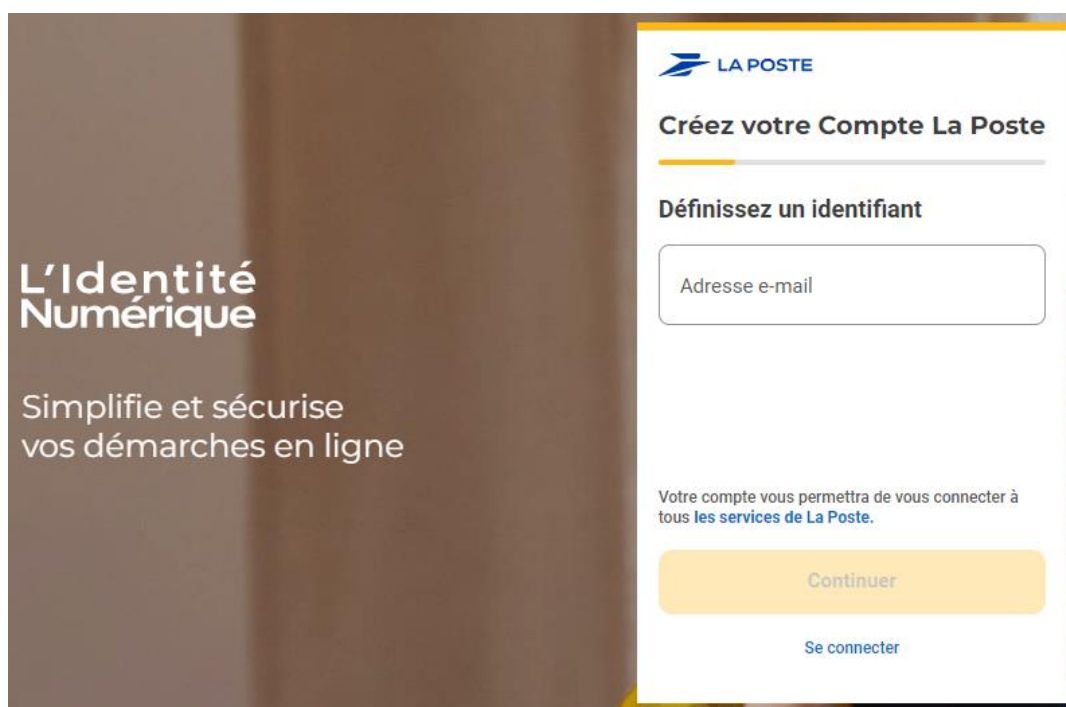 L'Identité
Numérique
Simplifie et sécurise
vos démarches en ligne
LA POSTE
Créez votre Compte La Poste
Définissez un identifiant
Adresse e-mail
Votre compte vous permettra de vous connecter à
tous les services de La Poste.
Continuer
Se connecter